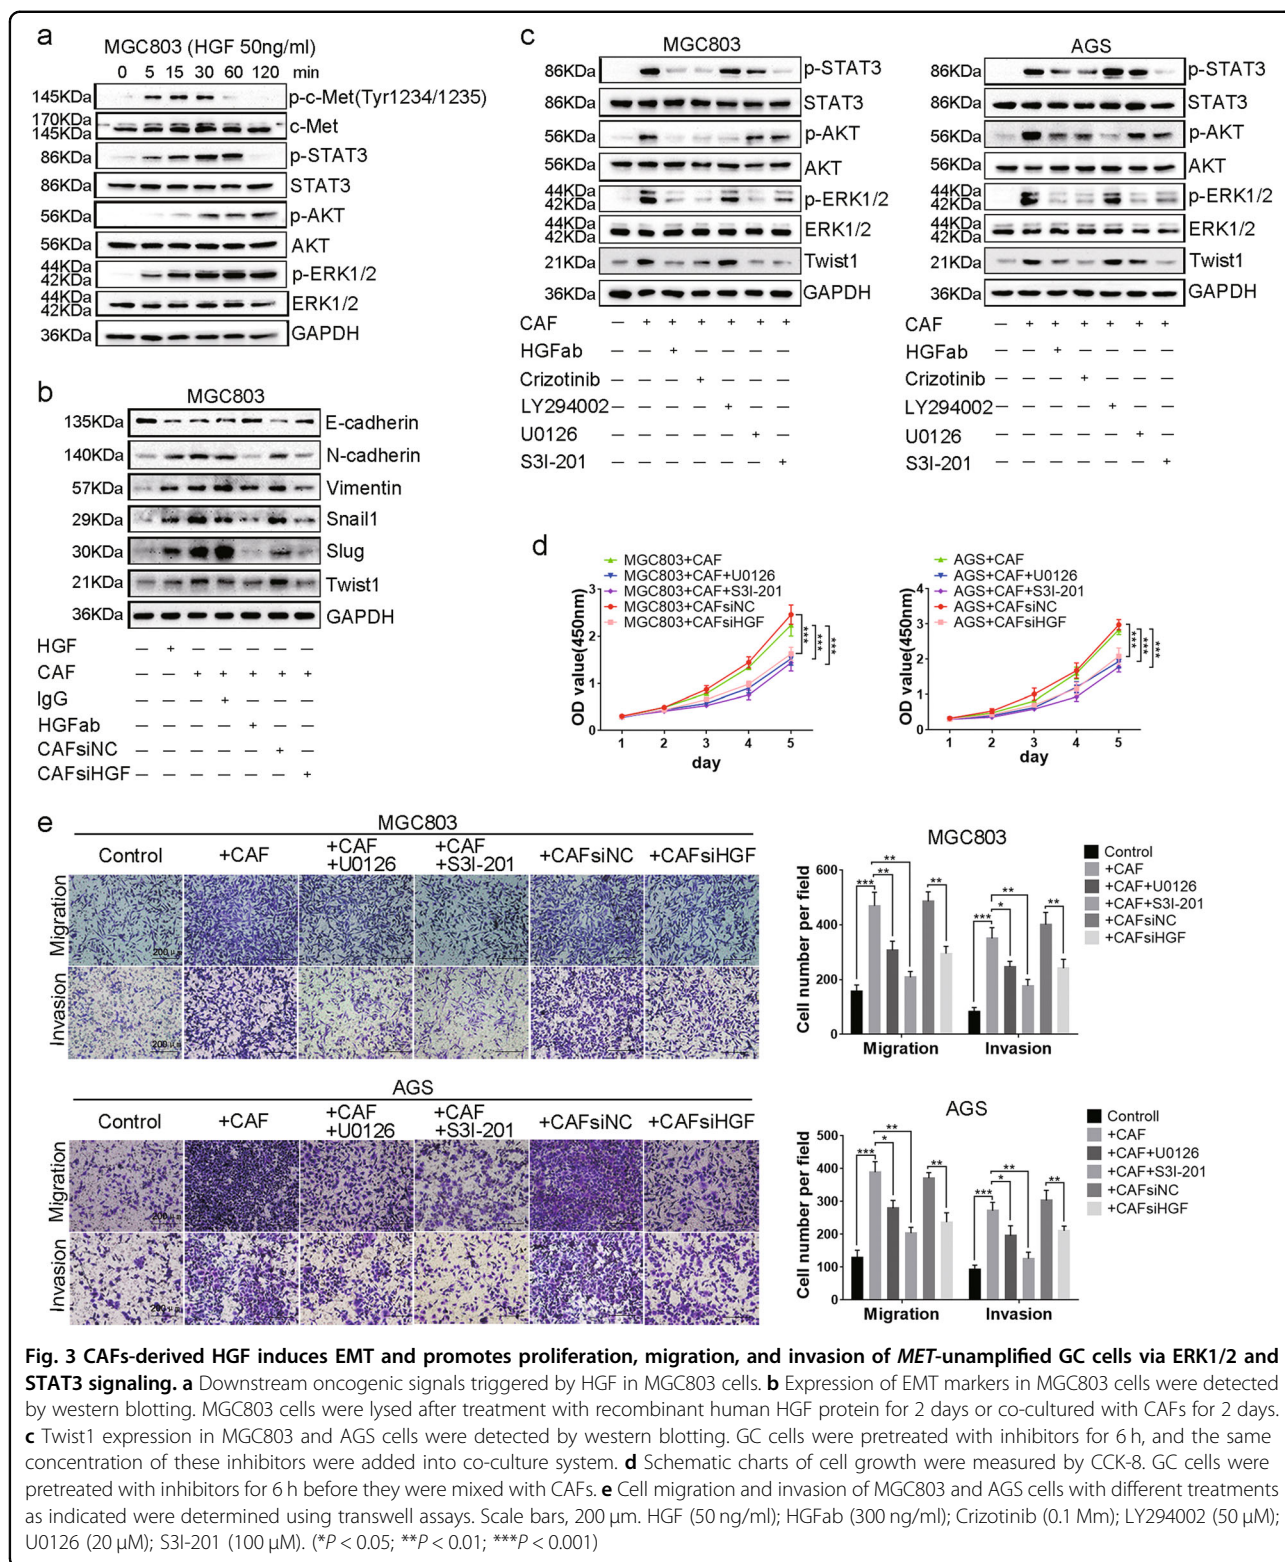 a
MGC803 (HGF 50ng/ml)
0 5 15 30 60 120 min
145KDa p-c-Met(Tyr1234/1235)
170KDa
145KDa c-Met
86KDa p-STAT3
86KDa STAT3
56KDa p-AKT
56KDa AKT
44KDa
42KDa p-ERK1/2
44KDa
42KDa ERK1/2
36KDa GAPDH
b
MGC803
135KDa E-cadherin
140KDa N-cadherin
57KDa Vimentin
29KDa Snail1
30KDa Slug
21KDa Twist1
36KDa GAPDH
HGF — + — — — — —
CAF — — + + + + +
IgG — — — + — — —
HGFab — — — — + — —
CAFsiNC — — — — — + —
CAFsiHGF — — — — — — +
c
MGC803
86KDa p-STAT3
86KDa STAT3
56KDa p-AKT
56KDa AKT
44KDa
42KDa p-ERK1/2
44KDa
42KDa ERK1/2
21KDa Twist1
36KDa GAPDH
CAF — + + + + + +
HGFab — — + — — — —
Crizotinib — — — + — — —
LY294002 — — — — + — —
U0126 — — — — — + —
S3I-201 — — — — — — +
AGS
86KDa p-STAT3
86KDa STAT3
56KDa p-AKT
56KDa AKT
44KDa
42KDa p-ERK1/2
44KDa
42KDa ERK1/2
21KDa Twist1
36KDa GAPDH
CAF — + + + + + +
HGFab — — + — — — —
Crizotinib — — — + — — —
LY294002 — — — — + — —
U0126 — — — — — + —
S3I-201 — — — — — — +
d
MGC803+CAF
MGC803+CAF+U0126
MGC803+CAF+S3I-201
MGC803+CAFsiNC
MGC803+CAFsiHGF
OD value(450nm)
3
2
1
0
*** *** ***
1 2 3 4 5
day
AGS+CAF
AGS+CAF+U0126
AGS+CAF+S3I-201
AGS+CAFsiNC
AGS+CAFsiHGF
OD value(450nm)
4
3
2
1
0
*** *** ***
1 2 3 4 5
day
e
MGC803
Control +CAF +CAF +U0126 +CAF +S3I-201 +CAFsiNC +CAFsiHGF
Migration
200 μm
Invasion
200 μm
MGC803
Control
+CAF
+CAF+U0126
+CAF+S3I-201
+CAFsiNC
+CAFsiHGF
Cell number per field
600
400
200
0
*** ** ** **
*** * ** **
Migration Invasion
AGS
Control +CAF +CAF +U0126 +CAF +S3I-201 +CAFsiNC +CAFsiHGF
Migration
200 μm
Invasion
200 μm
AGS
Controll
+CAF
+CAF+U0126
+CAF+S3I-201
+CAFsiNC
+CAFsiHGF
Cell number per field
500
400
300
200
100
0
*** * ** **
*** * ** **
Migration Invasion
Fig. 3 CAFs-derived HGF induces EMT and promotes proliferation, migration, and invasion of MET-unamplified GC cells via ERK1/2 and
STAT3 signaling. a Downstream oncogenic signals triggered by HGF in MGC803 cells. b Expression of EMT markers in MGC803 cells were detected
by western blotting. MGC803 cells were lysed after treatment with recombinant human HGF protein for 2 days or co-cultured with CAFs for 2 days.
c Twist1 expression in MGC803 and AGS cells were detected by western blotting. GC cells were pretreated with inhibitors for 6 h, and the same
concentration of these inhibitors were added into co-culture system. d Schematic charts of cell growth were measured by CCK-8. GC cells were
pretreated with inhibitors for 6 h before they were mixed with CAFs. e Cell migration and invasion of MGC803 and AGS cells with different treatments
as indicated were determined using transwell assays. Scale bars, 200 μm. HGF (50 ng/ml); HGFab (300 ng/ml); Crizotinib (0.1 Mm); LY294002 (50 μM);
U0126 (20 μM); S3I-201 (100 μM). (*P < 0.05; **P < 0.01; ***P < 0.001)